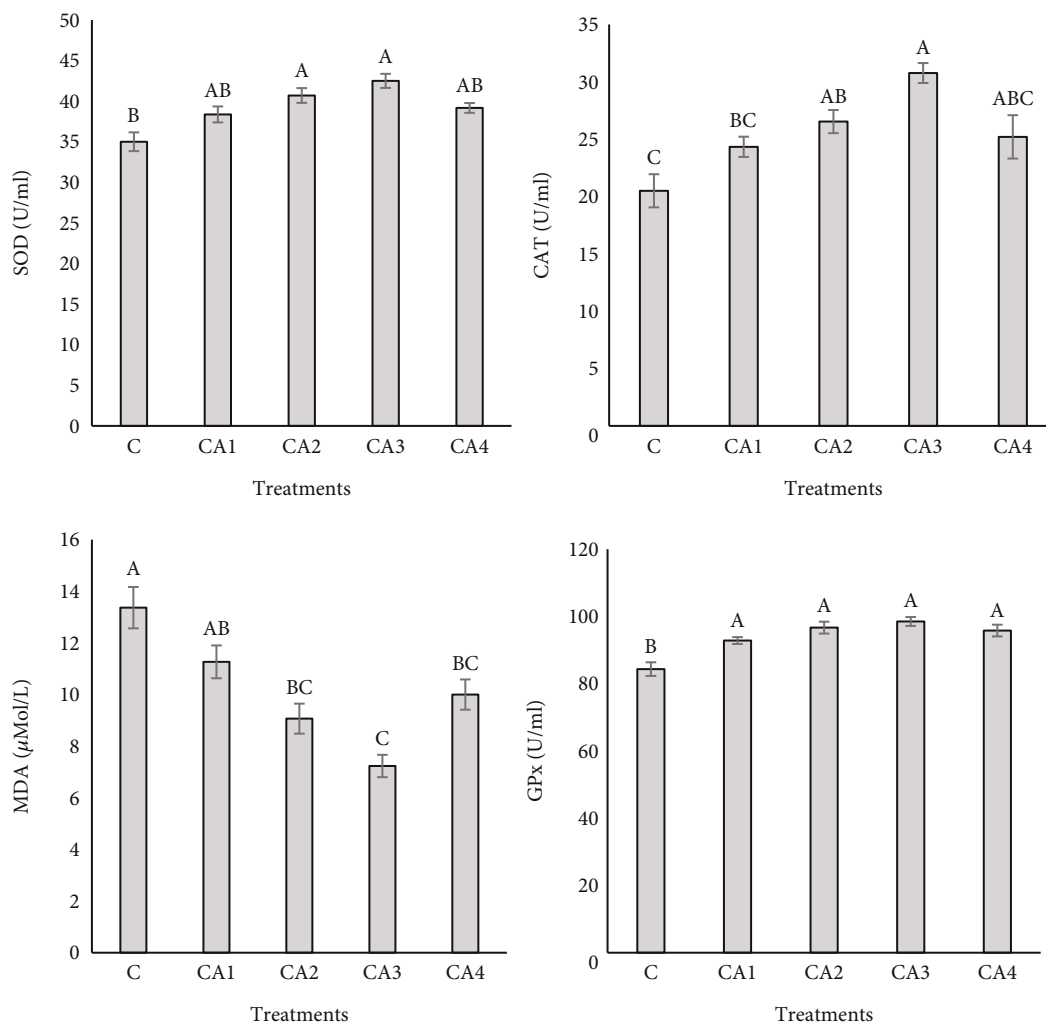 SOD (U/ml)
50
45
40
35
30
25
20
15
10
5
0
B
AB
A
A
AB
C CA1 CA2 CA3 CA4
Treatments
CAT (U/ml)
35
30
25
20
15
10
5
0
C
BC
AB
A
ABC
C CA1 CA2 CA3 CA4
Treatments
MDA (µMol/L)
16
14
12
10
8
6
4
2
0
A
AB
BC
C
BC
C CA1 CA2 CA3 CA4
Treatments
GPx (U/ml)
120
100
80
60
40
20
0
B
A
A
A
A
C CA1 CA2 CA3 CA4
Treatments